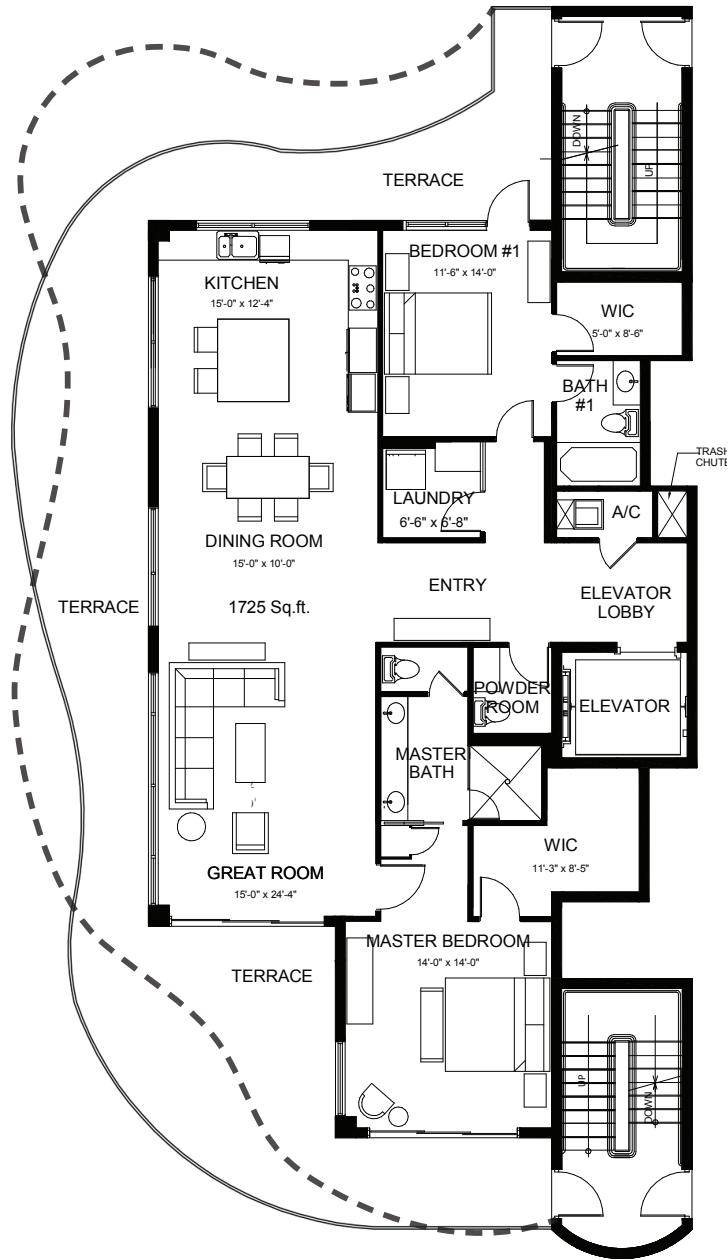 DOWN
UP
TERRACE
BEDROOM #1
11'-6" x 14'-0"
KITCHEN
15'-0" x 12'-4"
WIC
5'-0" x 8'-6"
BATH
#1
TRASH
CHUTE
LAUNDRY
6'-6" x 6'-8"
A/C
DINING ROOM
15'-0" x 10'-0"
ENTRY
ELEVATOR
LOBBY
TERRACE
1725 Sq.ft.
POWDER
ROOM
ELEVATOR
MASTER
BATH
WIC
11'-3" x 8'-5"
GREAT ROOM
15'-0" x 24'-4"
MASTER BEDROOM
14'-0" x 14'-0"
TERRACE
UP
DOWN